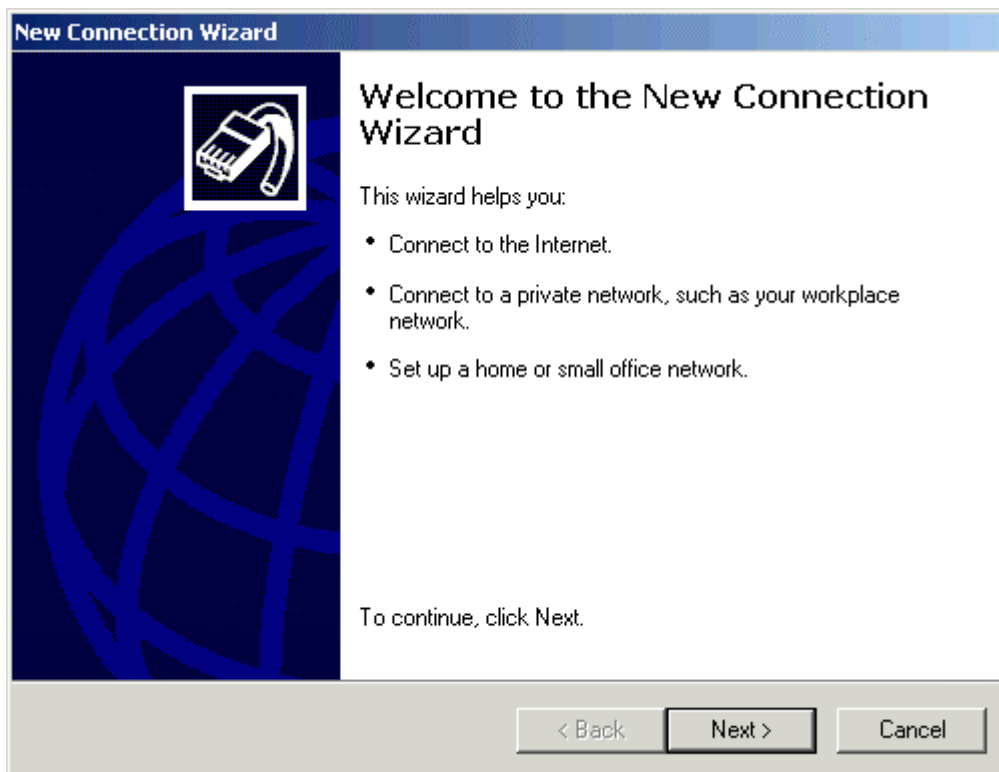 New Connection Wizard
Welcome to the New Connection
Wizard
This wizard helps you:
• Connect to the Internet.
• Connect to a private network, such as your workplace
network.
• Set up a home or small office network.
To continue, click Next.
< Back
Next >
Cancel